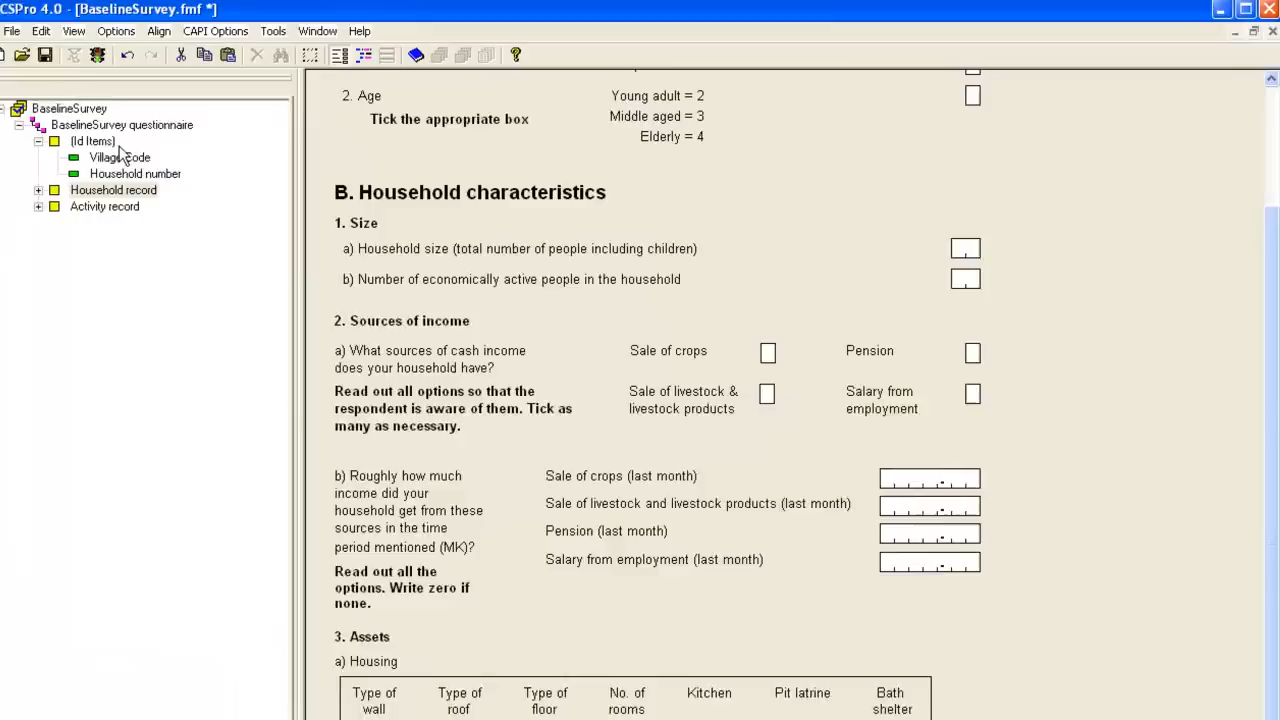 CSPro 4.0 - [BaselineSurvey.fmf *]
File Edit View Options Align CAPI Options Tools Window Help
BaselineSurvey
BaselineSurvey questionnaire
(Id Items)
Village code
Household number
Household record
Activity record
2. Age
Tick the appropriate box
Young adult = 2
Middle aged = 3
Elderly = 4
B. Household characteristics
1. Size
a) Household size (total number of people including children)
b) Number of economically active people in the household
2. Sources of income
a) What sources of cash income
does your household have?
Read out all options so that the
respondent is aware of them. Tick as
many as necessary.
Sale of crops
Pension
Sale of livestock &
livestock products
Salary from
employment
b) Roughly how much
income did your
household get from these
sources in the time
period mentioned (MK)?
Read out all the
options. Write zero if
none.
Sale of crops (last month)
Sale of livestock and livestock products (last month)
Pension (last month)
Salary from employment (last month)
3. Assets
a) Housing
Type of
wall
Type of
roof
Type of
floor
No. of
rooms
Kitchen
Pit latrine
Bath
shelter